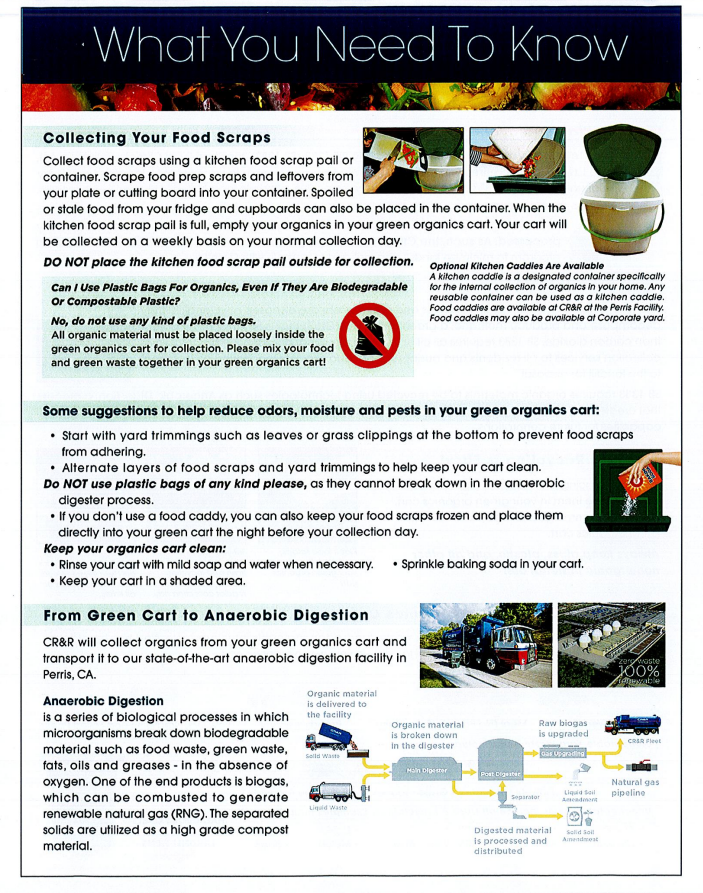 What You Need To Know
Collecting Your Food Scraps
Collect food scraps using a kitchen food scrap pail or
container. Scrape food prep scraps and leftovers from
your plate or cutting board into your container. Spoiled
or stale food from your fridge and cupboards can also be placed in the container. When the
kitchen food scrap pail is full, empty your organics in your green organics cart. Your cart will
be collected on a weekly basis on your normal collection day.
DO NOT place the kitchen food scrap pail outside for collection.
Optional Kitchen Caddies Are Available
A kitchen caddie is a designated container specifically
for the internal collection of organics in your home. Any
reusable container can be used as a kitchen caddie.
Food caddies are available at CR&R at the Perris Facility.
Food caddies may also be available at Corporate yard.
Can I Use Plastic Bags For Organics, Even If They Are Biodegradable
Or Compostable Plastic?
No, do not use any kind of plastic bags.
All organic material must be placed loosely inside the
green organics cart for collection. Please mix your food
and green waste together in your green organics cart!
Some suggestions to help reduce odors, moisture and pests in your green organics cart:
• Start with yard trimmings such as leaves or grass clippings at the bottom to prevent food scraps
from adhering.
• Alternate layers of food scraps and yard trimmings to help keep your cart clean.
Do NOT use plastic bags of any kind please, as they cannot break down in the anaerobic
digester process.
• If you don't use a food caddy, you can also keep your food scraps frozen and place them
directly into your green cart the night before your collection day.
Keep your organics cart clean:
• Rinse your cart with mild soap and water when necessary. • Sprinkle baking soda in your cart.
• Keep your cart in a shaded area.
From Green Cart to Anaerobic Digestion
CR&R will collect organics from your green organics cart and
transport it to our state-of-the-art anaerobic digestion facility in
Perris, CA.
zero waste
100%
renewable
Anaerobic Digestion
is a series of biological processes in which
microorganisms break down biodegradable
material such as food waste, green waste,
fats, oils and greases - in the absence of
oxygen. One of the end products is biogas,
which can be combusted to generate
renewable natural gas (RNG). The separated
solids are utilized as a high grade compost
material.
Organic material
is delivered to
the facility
Solid Waste
Liquid Waste
Organic material
is broken down
in the digester
Main Digester
Post Digester
Raw biogas
is upgraded
Gas Upgrading
CR&R Fleet
Natural gas
pipeline
Separator
Liquid Soil
Amendment
Solid Soil
Amendment
Digested material
is processed and
distributed